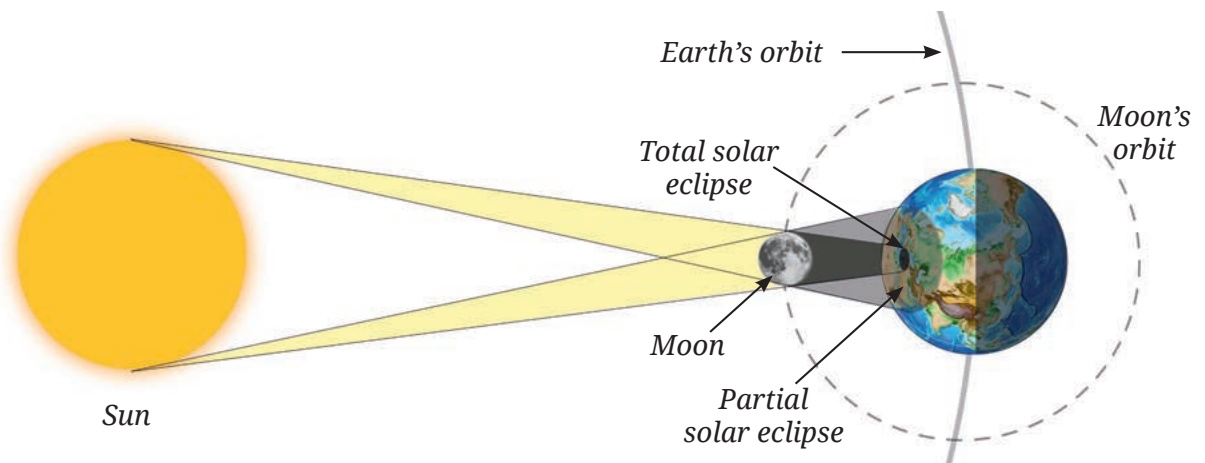 Earth's orbit
Moon's
orbit
Total solar
eclipse
Moon
Partial
solar eclipse
Sun